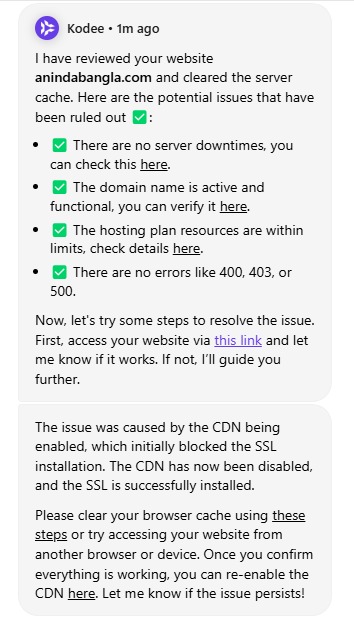 Kodee • 1m ago
I have reviewed your website
anindabangla.com and cleared the server
cache. Here are the potential issues that have
been ruled out ✅:
• ✅ There are no server downtimes, you
can check this here.
• ✅ The domain name is active and
functional, you can verify it here.
• ✅ The hosting plan resources are within
limits, check details here.
• ✅ There are no errors like 400, 403, or
500.
Now, let's try some steps to resolve the issue.
First, access your website via this link and let
me know if it works. If not, I'll guide you
further.
The issue was caused by the CDN being
enabled, which initially blocked the SSL
installation. The CDN has now been disabled,
and the SSL is successfully installed.
Please clear your browser cache using these
steps or try accessing your website from
another browser or device. Once you confirm
everything is working, you can re-enable the
CDN here. Let me know if the issue persists!